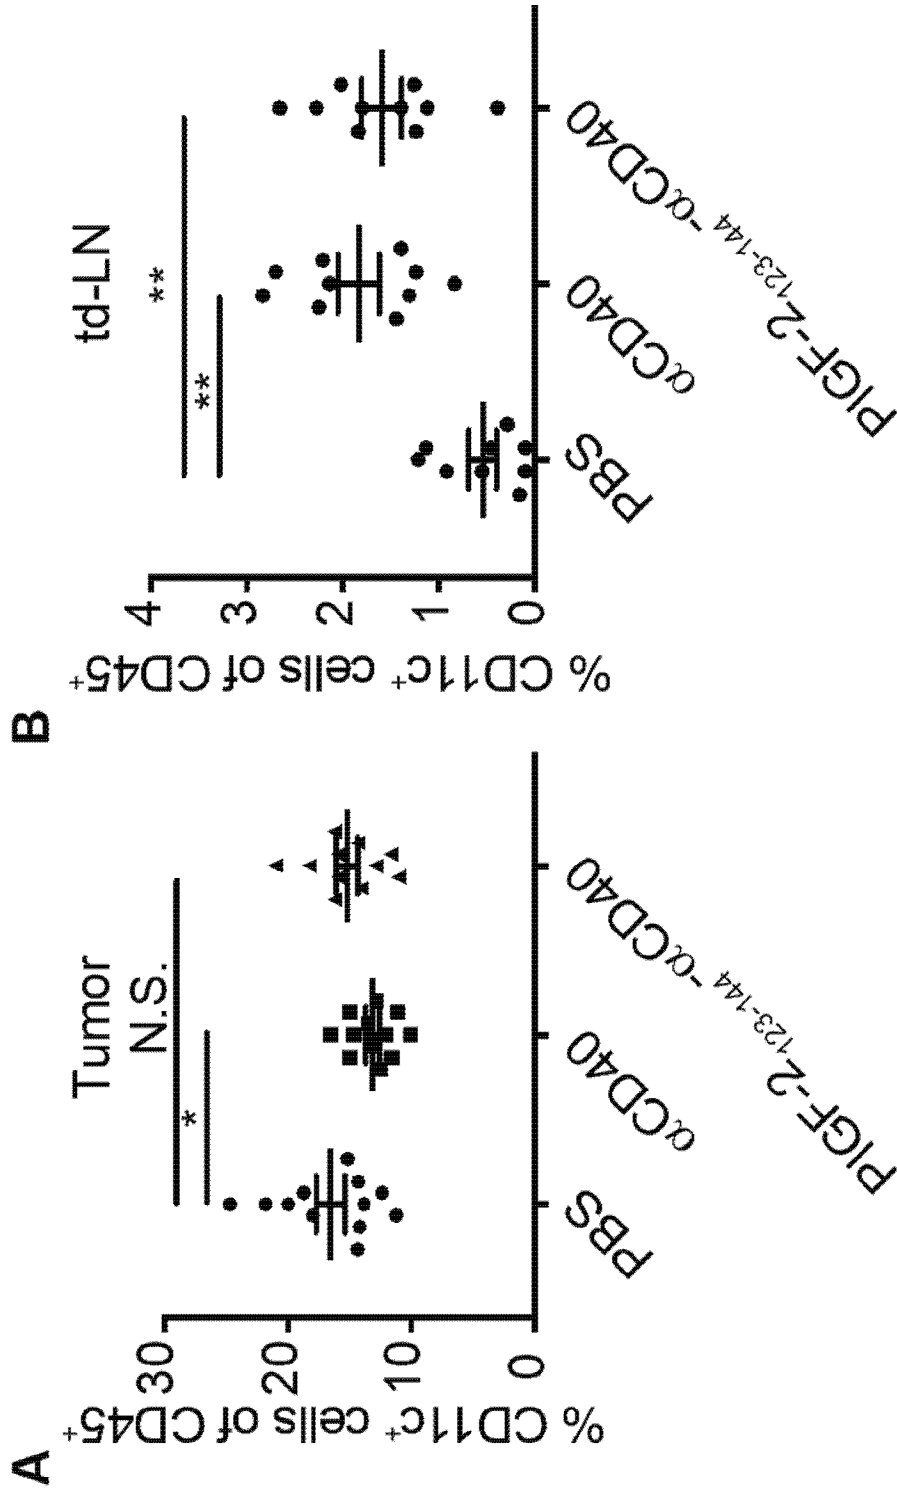 A
Tumor
N.S.
*
30
20
10
0
% CD11c⁺ cells of CD45⁺
PBS
αCD40
PlGF-2₁₂₃₋₁₄₄-αCD40
B
td-LN
**
**
4
3
2
1
0
% CD11c⁺ cells of CD45⁺
PBS
αCD40
PlGF-2₁₂₃₋₁₄₄-αCD40